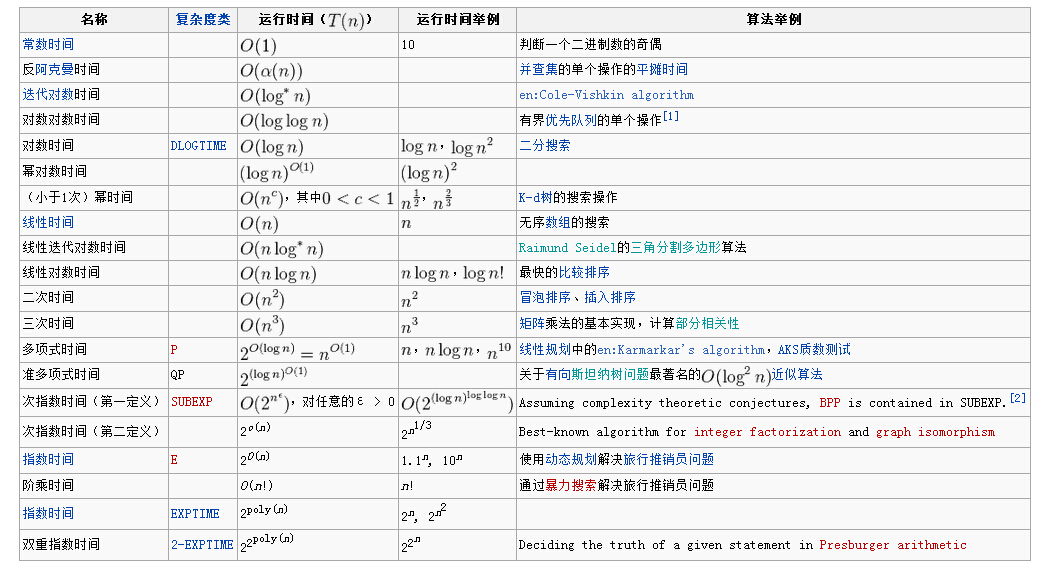 名称 复杂度类 运行时间（T(n)） 运行时间举例 算法举例
常数时间 O(1) 10 判断一个二进制数的奇偶
反阿克曼时间 O(α(n)) 并查集的单个操作的平摊时间
迭代对数时间 O(log* n) en:Cole-Vishkin algorithm
对数对数时间 O(log log n) 有界优先队列的单个操作[1]
对数时间 DLOGTIME O(log n) log n，log n² 二分搜索
幂对数时间 (log n)^O(1) (log n)²
（小于1次）幂时间 O(n^c)，其中0 < c < 1 n^(1/2)，n^(2/3) K-d树的搜索操作
线性时间 O(n) n 无序数组的搜索
线性迭代对数时间 O(n log* n) Raimund Seidel的三角分割多边形算法
线性对数时间 O(n log n) n log n，log n! 最快的比较排序
二次时间 O(n²) n² 冒泡排序、插入排序
三次时间 O(n³) n³ 矩阵乘法的基本实现，计算部分相关性
多项式时间 P 2^O(log n) = n^O(1) n，n log n，n^10 线性规划中的en:Karmarkar's algorithm，AKS质数测试
准多项式时间 QP 2^(log n)^O(1) 关于有向斯坦纳树问题最著名的O(log² n)近似算法
次指数时间（第一定义） SUBEXP O(2^n^ϵ)，对任意的ε > 0 O(2^(log n)^log log n) Assuming complexity theoretic conjectures, BPP is contained in SUBEXP.[2]
次指数时间（第二定义） 2^o(n) 2^n^1/3 Best-known algorithm for integer factorization and graph isomorphism
指数时间 E 2^O(n) 1.1^n, 10^n 使用动态规划解决旅行推销员问题
阶乘时间 O(n!) n! 通过暴力搜索解决旅行推销员问题
指数时间 EXPTIME 2^poly(n) 2^n, 2^n^2 
双重指数时间 2-EXPTIME 2^2^poly(n) 2^2^n Deciding the truth of a given statement in Presburger arithmetic